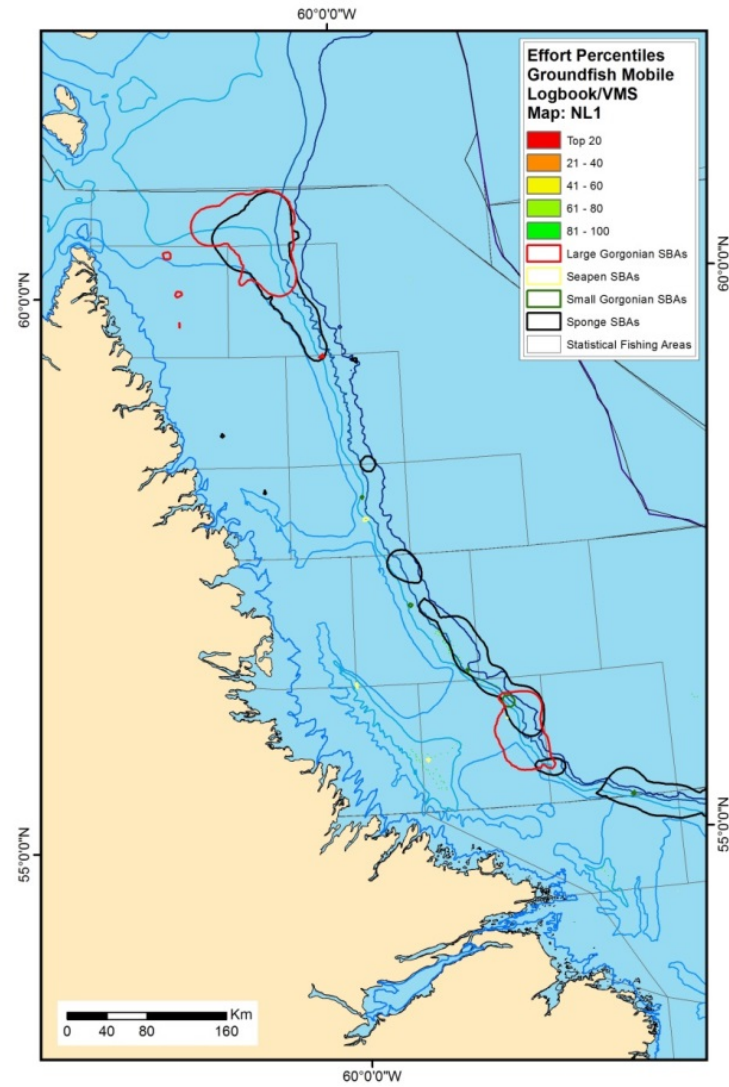 60°0'0"W
Effort Percentiles
Groundfish Mobile
Logbook/VMS
Map: NL1
Top 20
21 - 40
41 - 60
61 - 80
81 - 100
Large Gorgonian SBAs
Seapen SBAs
Small Gorgonian SBAs
Sponge SBAs
Statistical Fishing Areas
60°0'0"N
60°0'0"N
55°0'0"N
55°0'0"N
Km
0 40 80 160
60°0'0"W